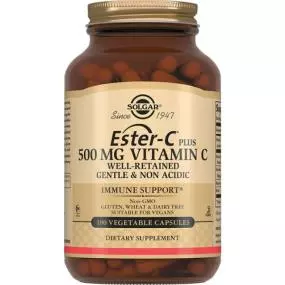 SOLGAR®
Since 1947
Ester-C® PLUS
500 MG VITAMIN C
WELL-RETAINED
GENTLE & NON ACIDIC
IMMUNE SUPPORT*
Non-GMO
GLUTEN, WHEAT & DAIRY FREE
SUITABLE FOR VEGANS
100 VEGETABLE CAPSULES
DIETARY SUPPLEMENT